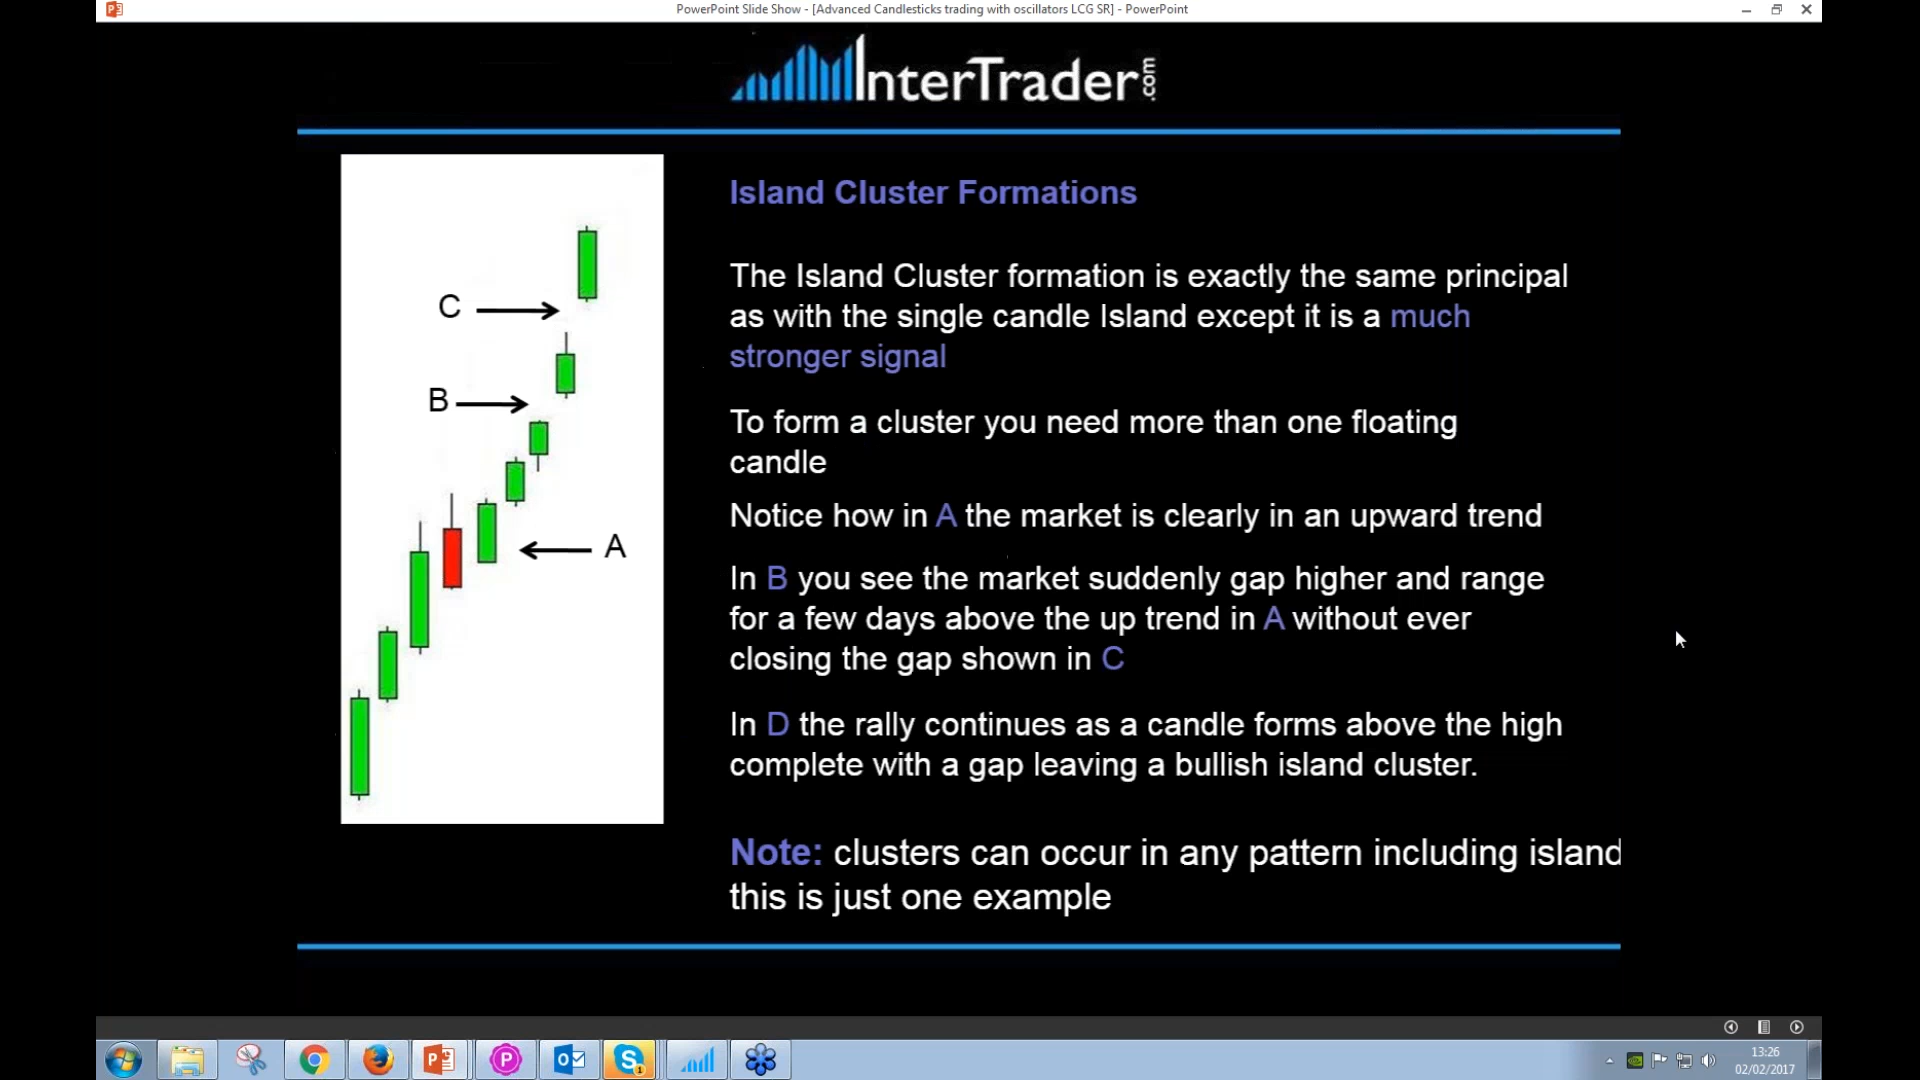 PowerPoint Slide Show - [Advanced Candlesticks trading with oscillators LCG SR] - PowerPoint
InterTrader.com
Island Cluster Formations
The Island Cluster formation is exactly the same principal
as with the single candle Island except it is a much
stronger signal
To form a cluster you need more than one floating
candle
Notice how in A the market is clearly in an upward trend
In B you see the market suddenly gap higher and range
for a few days above the up trend in A without ever
closing the gap shown in C
In D the rally continues as a candle forms above the high
complete with a gap leaving a bullish island cluster.
Note: clusters can occur in any pattern including island
this is just one example
C
B
A
13:26
02/02/2017